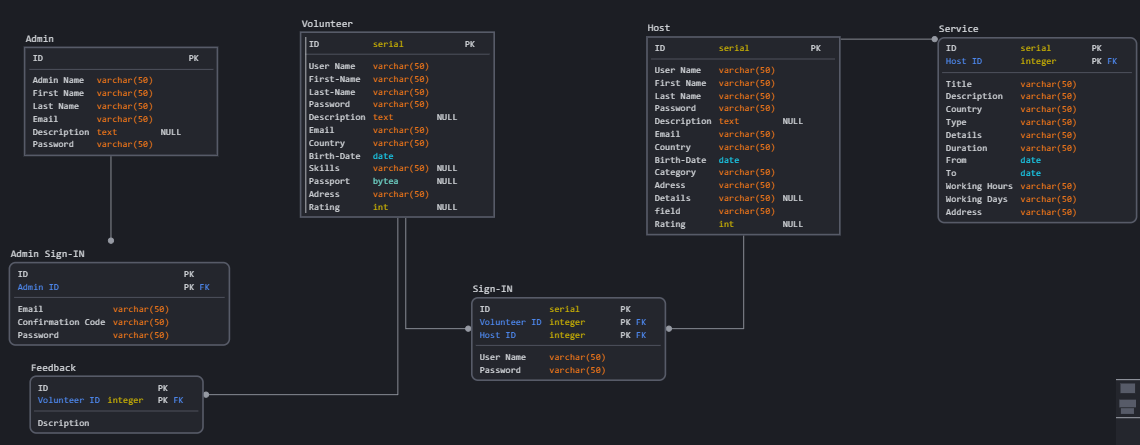 Admin
ID PK
Admin Name varchar(50)
First Name varchar(50)
Last Name varchar(50)
Email varchar(50)
Description text NULL
Password varchar(50)
Volunteer
ID serial PK
User Name varchar(50)
First-Name varchar(50)
Last-Name varchar(50)
Password varchar(50)
Description text NULL
Email varchar(50)
Country varchar(50)
Birth-Date date
Skills varchar(50) NULL
Passport bytea NULL
Adress varchar(50)
Rating int NULL
Host
ID serial PK
User Name varchar(50)
First Name varchar(50)
Last Name varchar(50)
Password varchar(50)
Description text NULL
Email varchar(50)
Country varchar(50)
Birth-Date date
Category varchar(50)
Adress varchar(50)
Details varchar(50) NULL
field varchar(50)
Rating int NULL
Service
ID serial PK
Host ID integer PK FK
Title varchar(50)
Description varchar(50)
Country varchar(50)
Type varchar(50)
Details varchar(50)
Duration varchar(50)
From date
To date
Working Hours varchar(50)
Working Days varchar(50)
Address varchar(50)
Admin Sign-IN
ID PK
Admin ID PK FK
Email varchar(50)
Confirmation Code varchar(50)
Password varchar(50)
Sign-IN
ID serial PK
Volunteer ID integer PK FK
Host ID integer PK FK
User Name varchar(50)
Password varchar(50)
Feedback
ID PK
Volunteer ID integer PK FK
Dscription